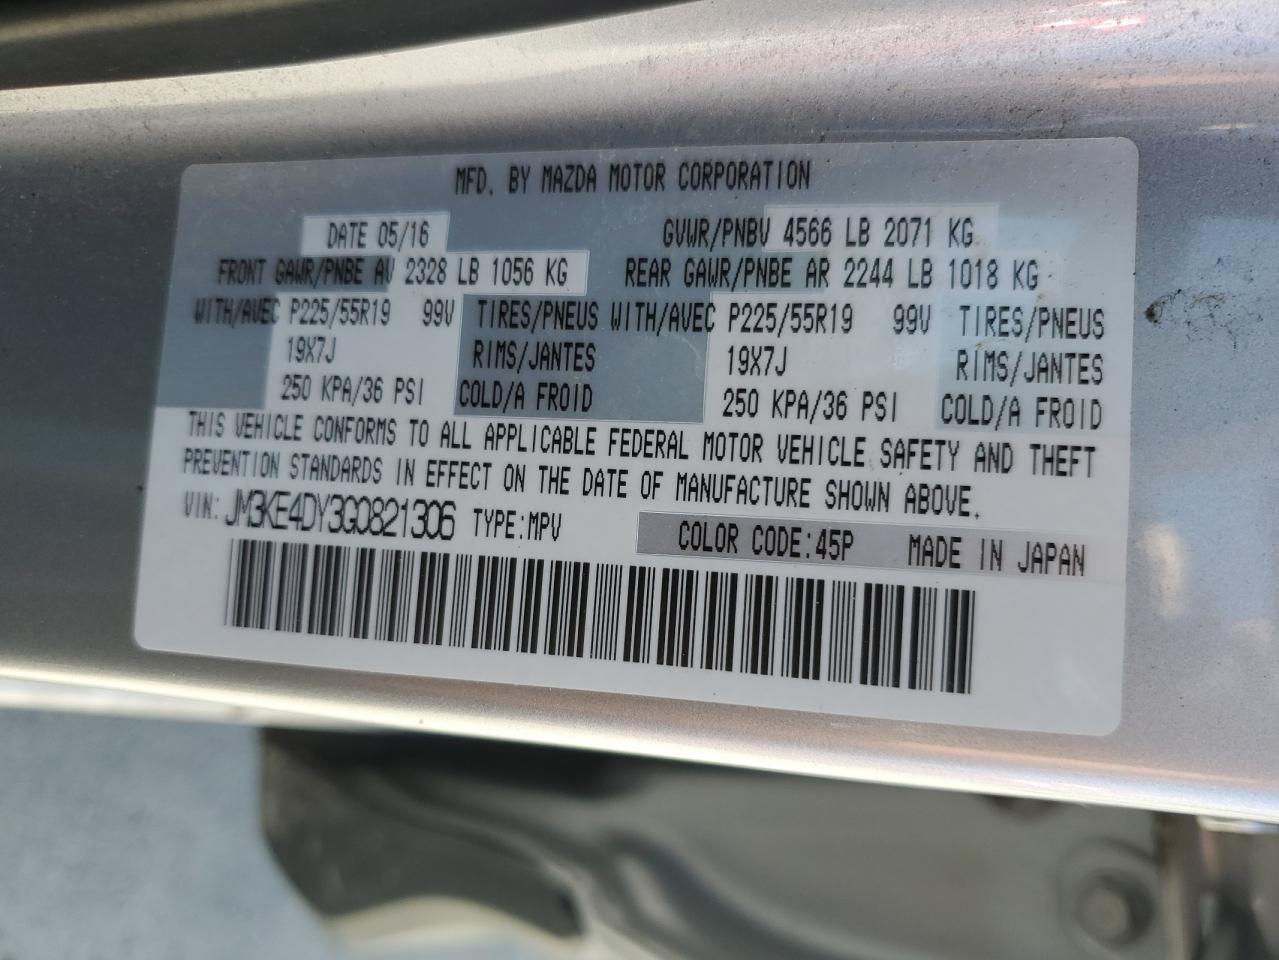 MFD. BY MAZDA MOTOR CORPORATION
DATE 05/16 GVWR/PNBV 4566 LB 2071 KG
FRONT GAWR/PNBE AV 2328 LB 1056 KG REAR GAWR/PNBE AR 2244 LB 1018 KG
WITH/AVEC P225/55R19 99V TIRES/PNEUS WITH/AVEC P225/55R19 99V TIRES/PNEUS
19X7J RIMS/JANTES 19X7J RIMS/JANTES
250 KPA/36 PSI COLD/A FROID 250 KPA/36 PSI COLD/A FROID
THIS VEHICLE CONFORMS TO ALL APPLICABLE FEDERAL MOTOR VEHICLE SAFETY AND THEFT
PREVENTION STANDARDS IN EFFECT ON THE DATE OF MANUFACTURE SHOWN ABOVE.
VIN: JM3KE4DY3G0821306 TYPE:MPV COLOR CODE:45P MADE IN JAPAN